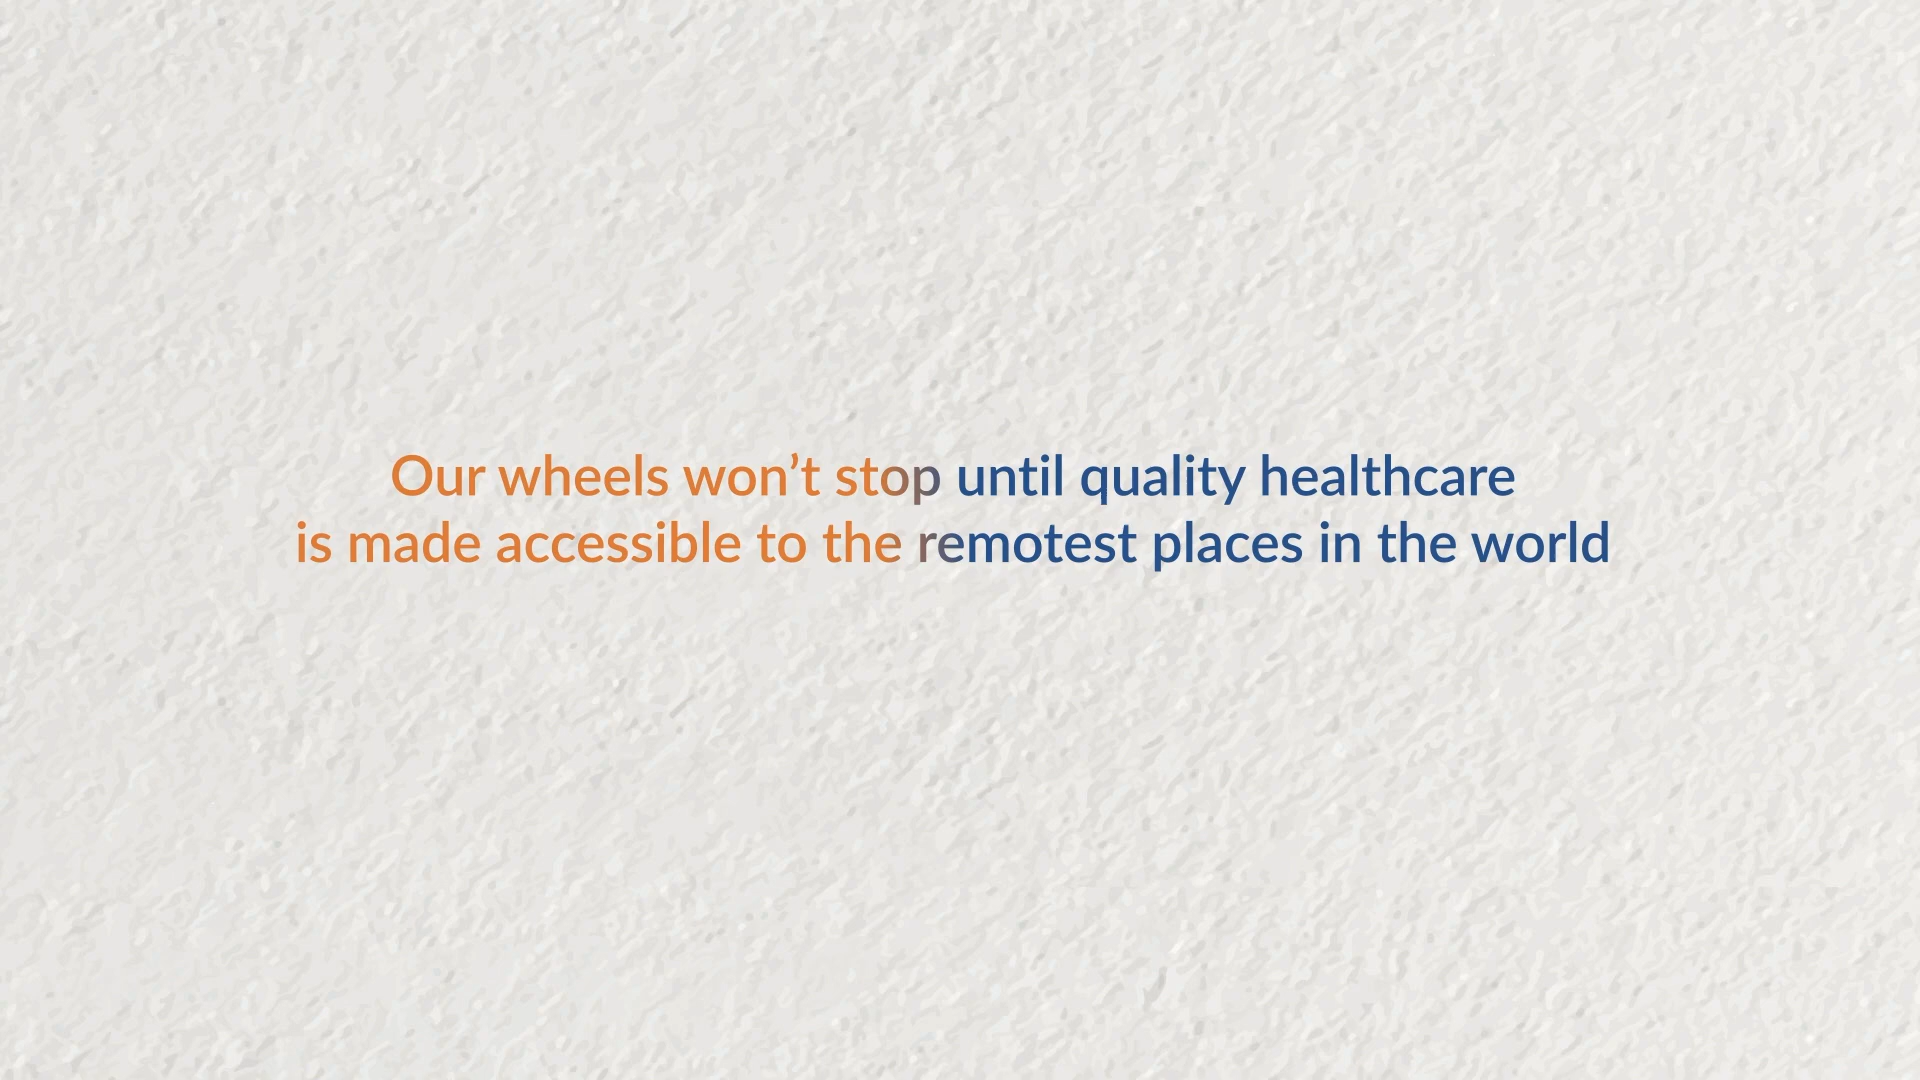 Our wheels won’t stop until quality healthcare
is made accessible to the remotest places in the world